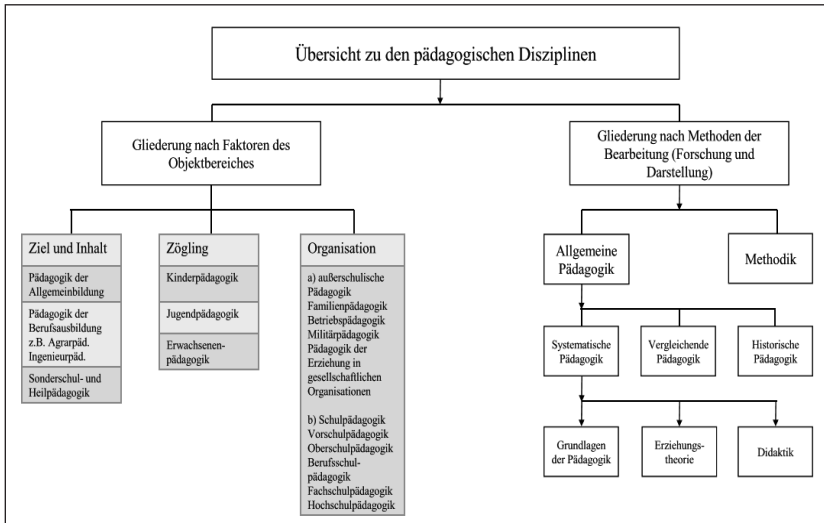 Übersicht zu den pädagogischen Disziplinen
Gliederung nach Faktoren des
Objektbereiches
Gliederung nach Methoden der
Bearbeitung (Forschung und
Darstellung)
Ziel und Inhalt
Pädagogik der
Allgemeinbildung
Pädagogik der
Berufsausbildung
z.B. Agrarpäd.
Ingenieurpäd.
Sonderschul- und
Heilpädagogik
Zögling
Kinderpädagogik
Jugendpädagogik
Erwachsenen-
pädagogik
Organisation
a) außerschulische
Pädagogik
Familienpädagogik
Betriebspädagogik
Militärpädagogik
Pädagogik der
Erziehung in
gesellschaftlichen
Organisationen
b) Schulpädagogik
Vorschulpädagogik
Oberschulpädagogik
Berufsschul-
pädagogik
Fachschulpädagogik
Hochschulpädagogik
Allgemeine
Pädagogik
Methodik
Systematische
Pädagogik
Vergleichende
Pädagogik
Historische
Pädagogik
Grundlagen
der Pädagogik
Erziehungs-
theorie
Didaktik